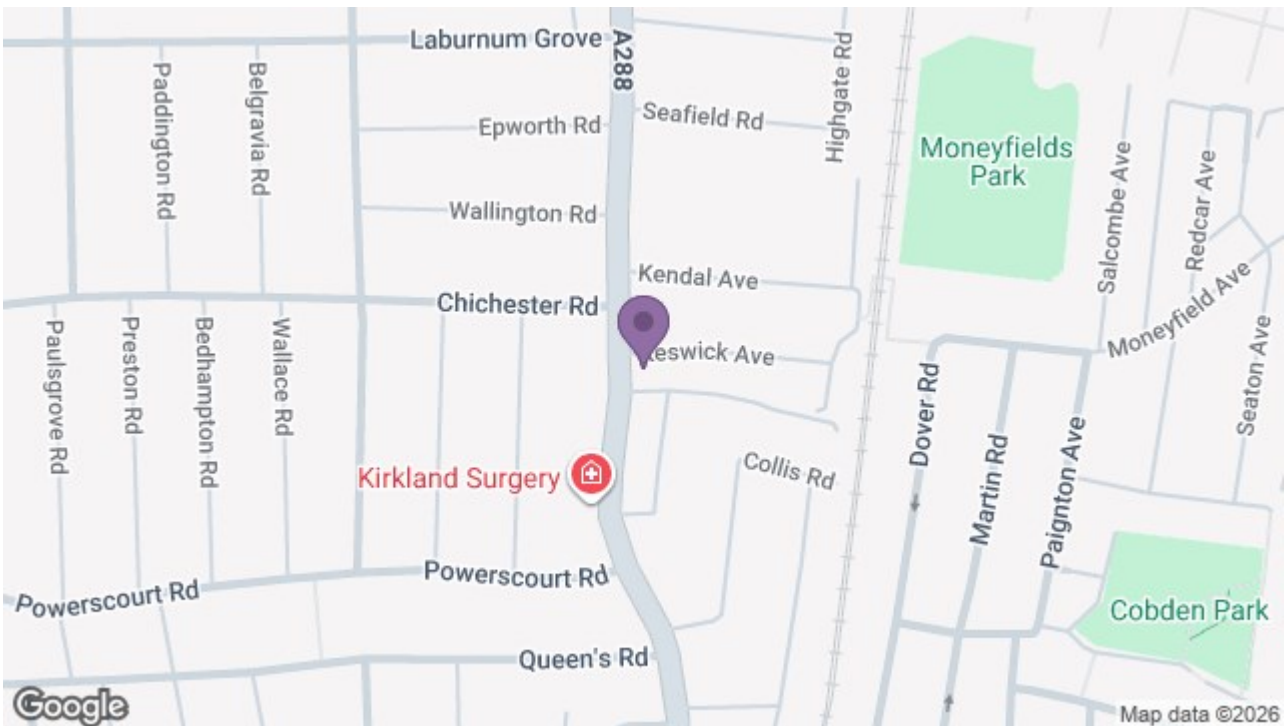 Laburnum Grove
A288
Highgate Rd
Paddington Rd
Belgravia Rd
Epworth Rd
Seafield Rd
Moneyfields
Park
Salcombe Ave
Redcar Ave
Wallington Rd
Kendal Ave
Chichester Rd
Moneyfield Ave
Paulsgrove Rd
Preston Rd
Bedhampton Rd
Wallace Rd
eswick Ave
Seaton Ave
Dover Rd
Martin Rd
Paignton Ave
Kirkland Surgery
Collis Rd
Powerscourt Rd
Powerscourt Rd
Cobden Park
Queen's Rd
Google
Map data ©2026